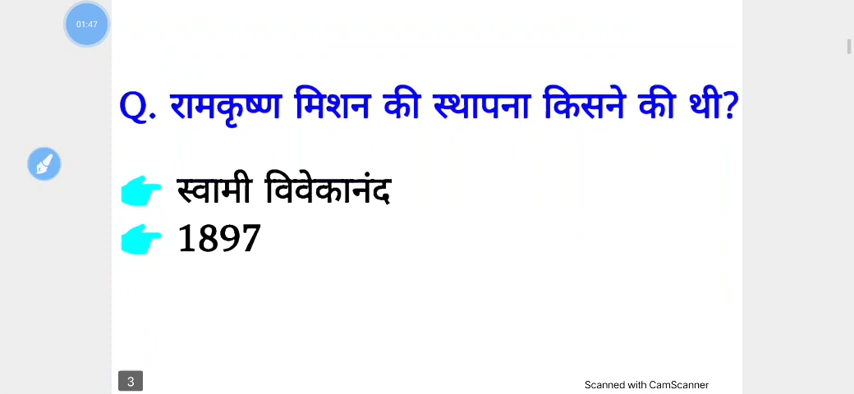 01:47
Q. रामकृष्ण मिशन की स्थापना किसने की थी?
स्वामी विवेकानंद
1897
3
Scanned with CamScanner